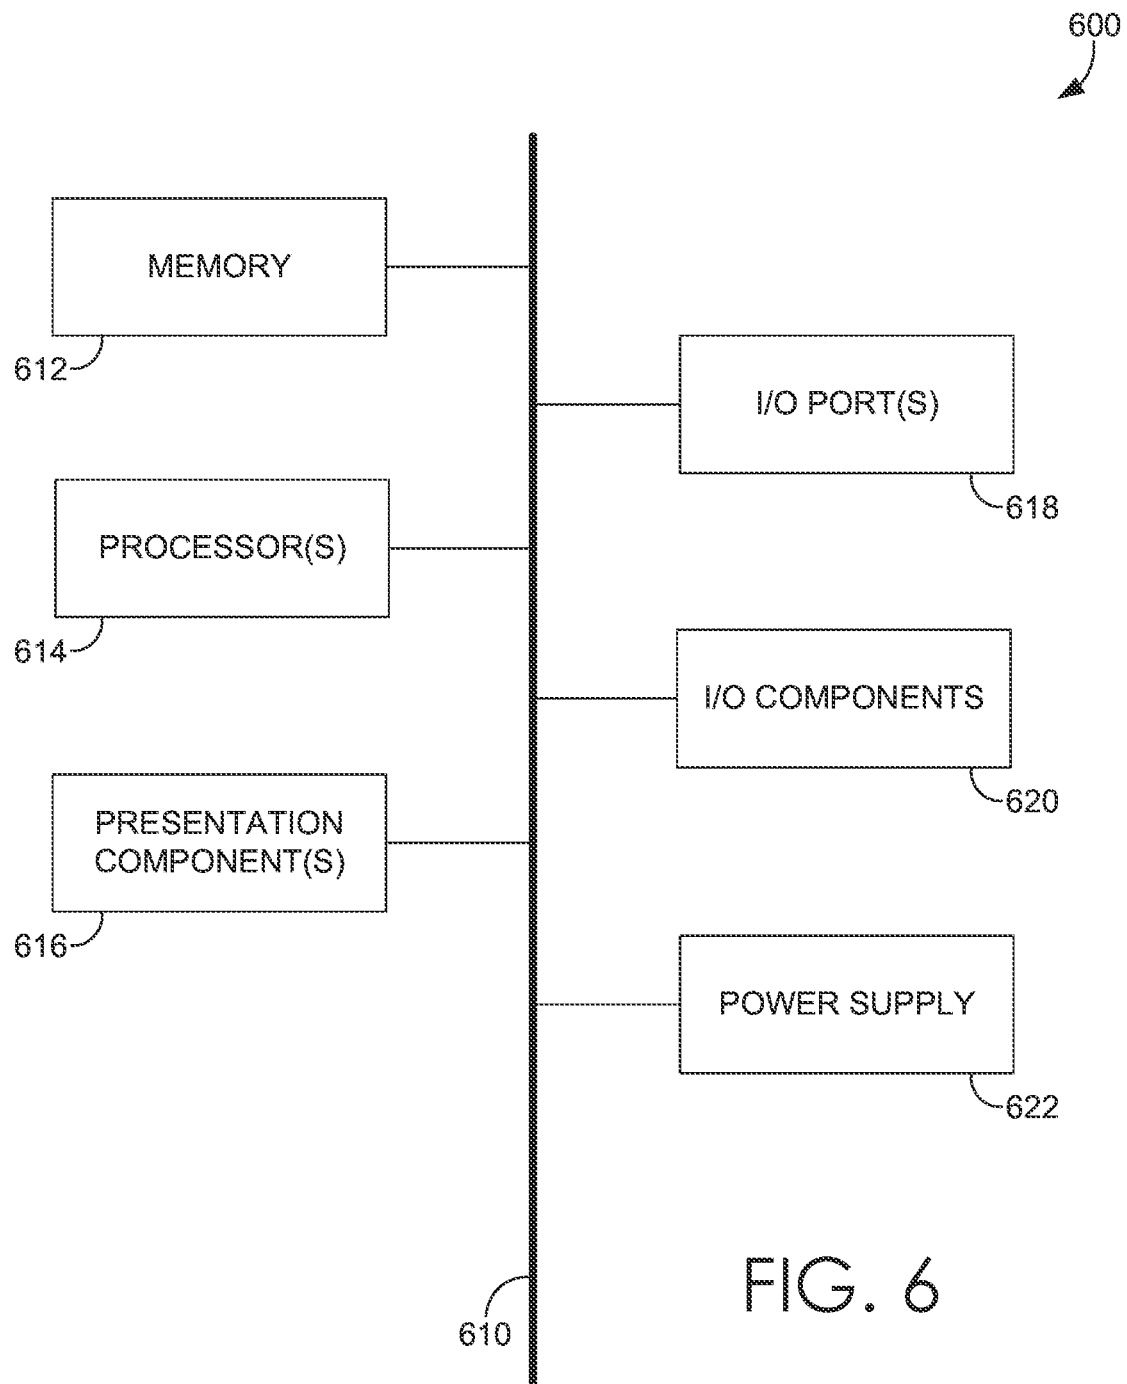 600
MEMORY
612
I/O PORT(S)
618
PROCESSOR(S)
614
I/O COMPONENTS
620
PRESENTATION
COMPONENT(S)
616
POWER SUPPLY
622
610
FIG. 6